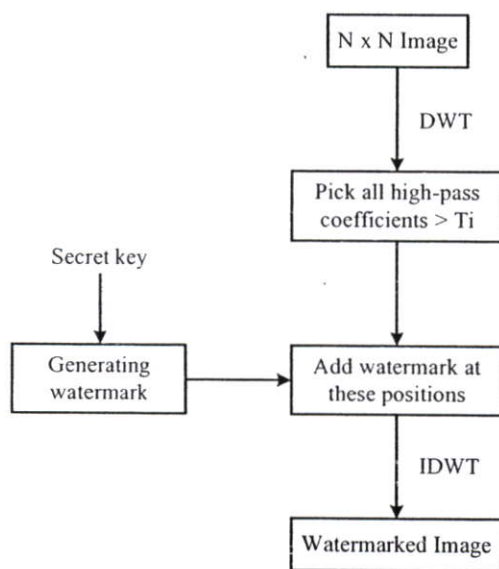 N x N Image
DWT
Pick all high-pass
coefficients > Ti
Secret key
Generating
watermark
Add watermark at
these positions
IDWT
Watermarked Image